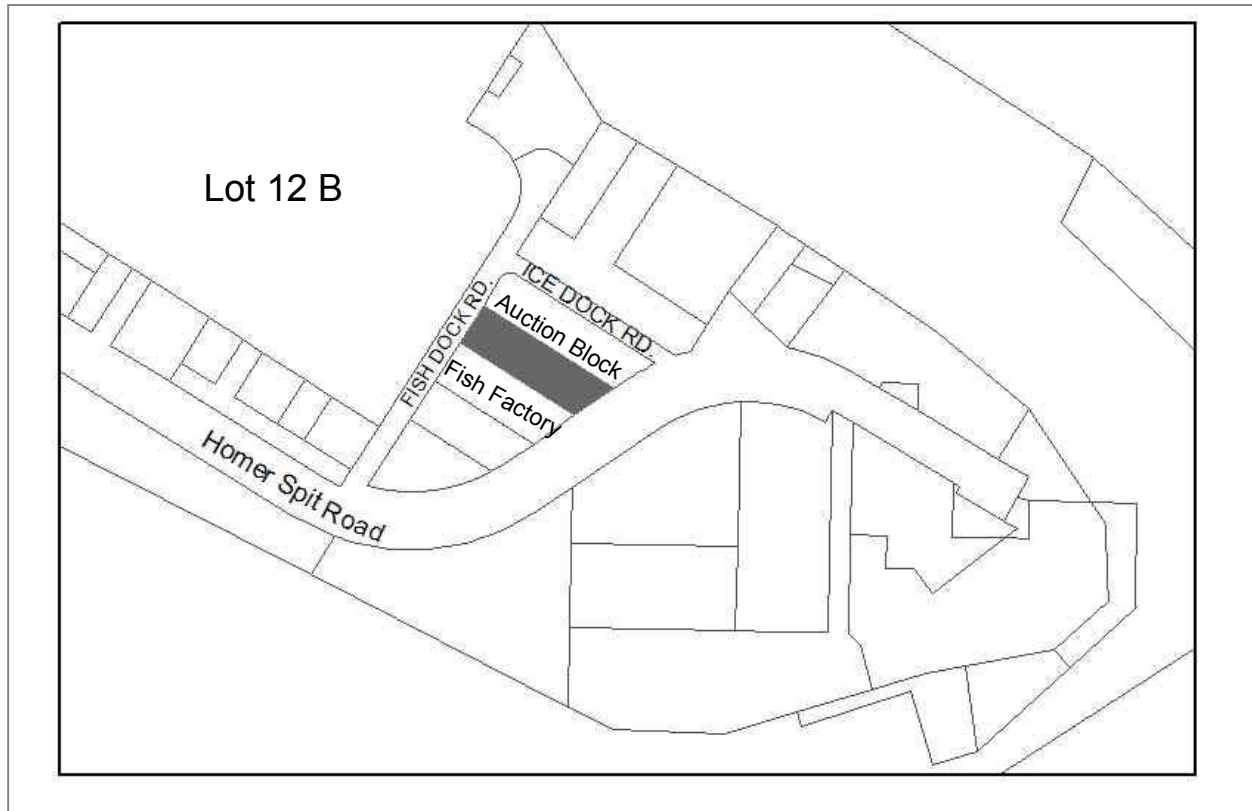 Lot 12 B
ICE DOCK RD.
FISH DOCK RD.
Auction Block
Fish Factory
Homer Spit Road